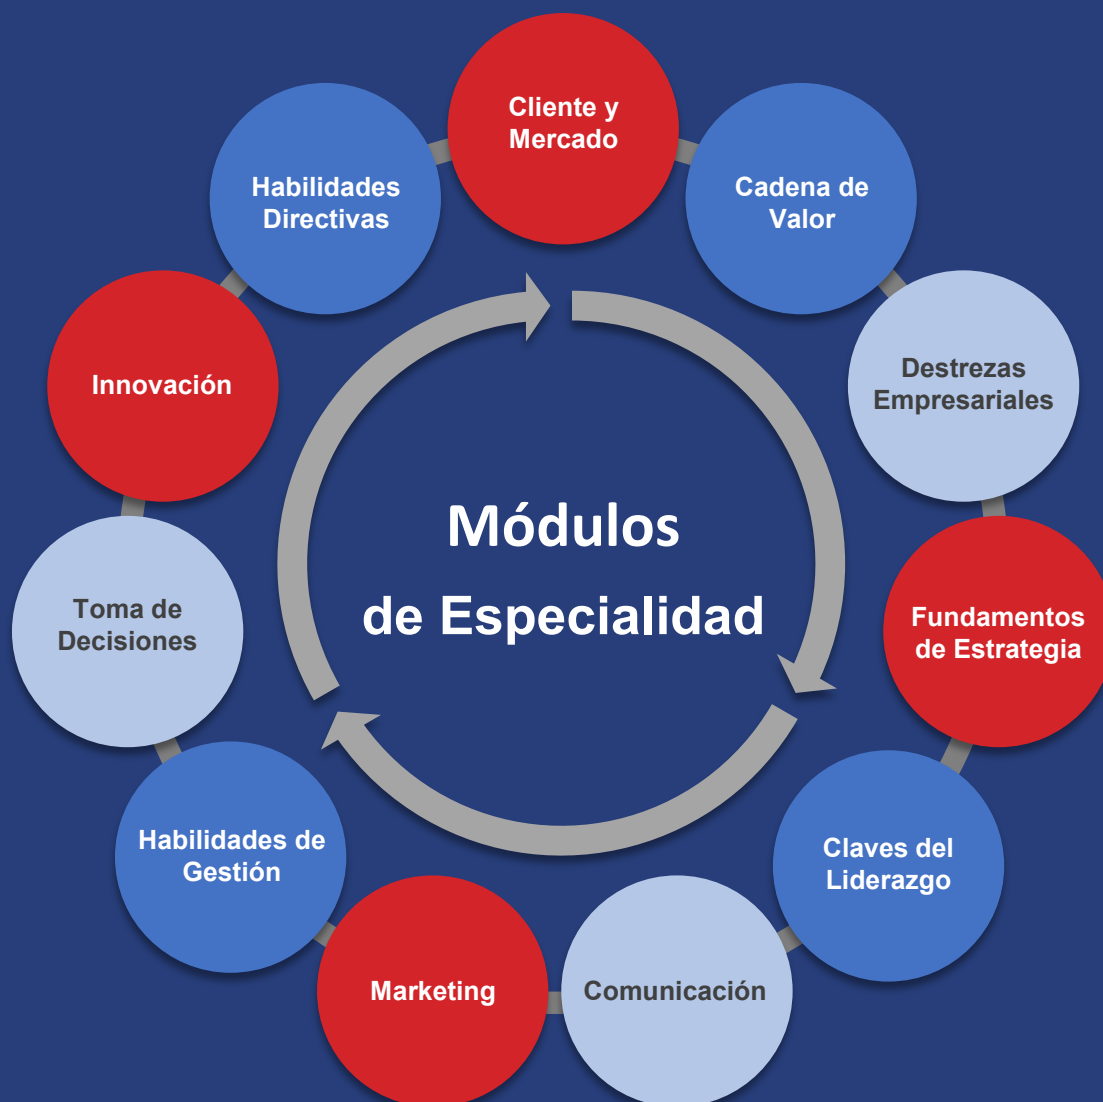 Cliente y
Mercado
Cadena de
Valor
Destrezas
Empresariales
Fundamentos
de Estrategia
Claves del
Liderazgo
Comunicación
Marketing
Habilidades de
Gestión
Toma de
Decisiones
Innovación
Habilidades
Directivas
Módulos
de Especialidad